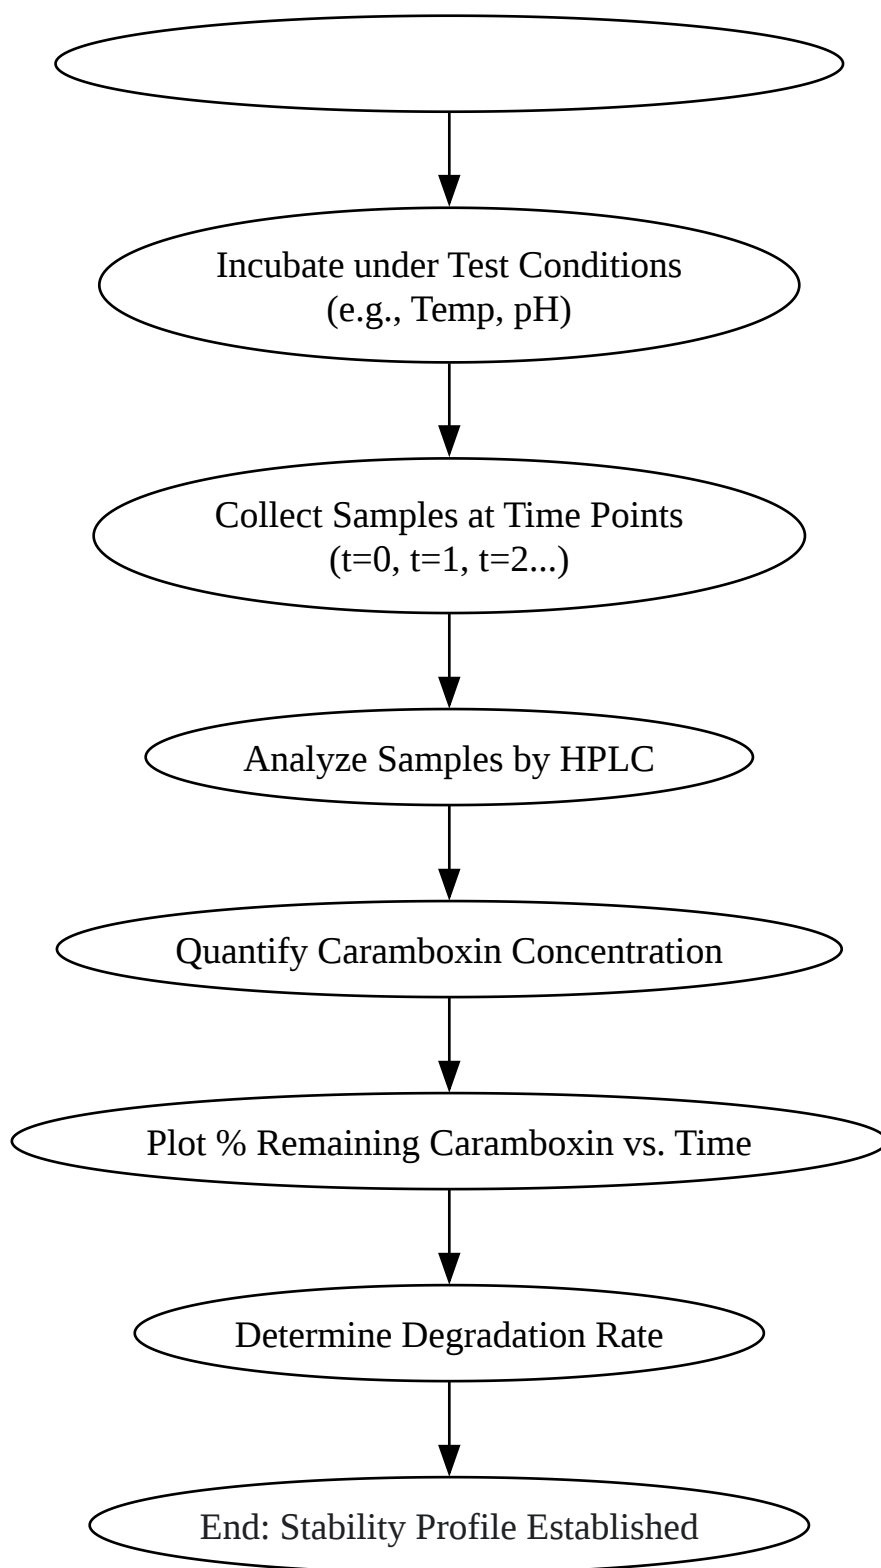 Incubate under Test Conditions
(e.g., Temp, pH)
Collect Samples at Time Points
(t=0, t=1, t=2...)
Analyze Samples by HPLC
Quantify Caramboxin Concentration
Plot % Remaining Caramboxin vs. Time
Determine Degradation Rate
End: Stability Profile Established